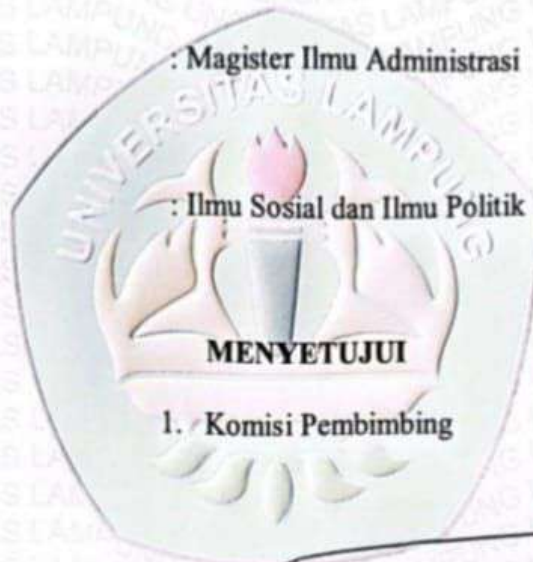 : Magister Ilmu Administrasi
UNIVERSITAS LAMPUNG
: Ilmu Sosial dan Ilmu Politik
MENYETUJUI
1. Komisi Pembimbing